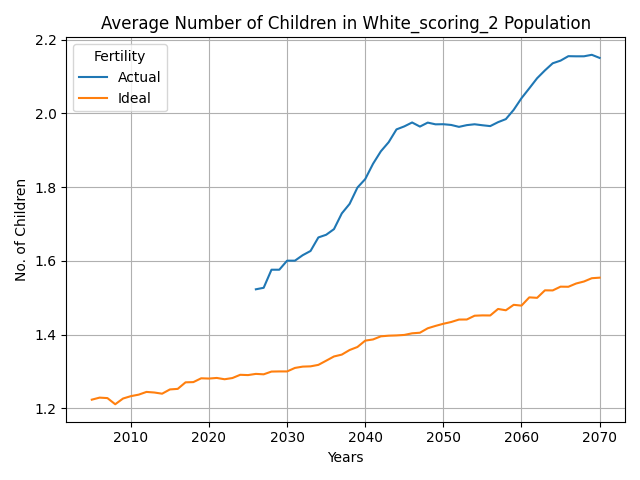 Average Number of Children in White_scoring_2 Population
Fertility
Actual
Ideal
No. of Children
2.2
2.0
1.8
1.6
1.4
1.2
2010 2020 2030 2040 2050 2060 2070
Years